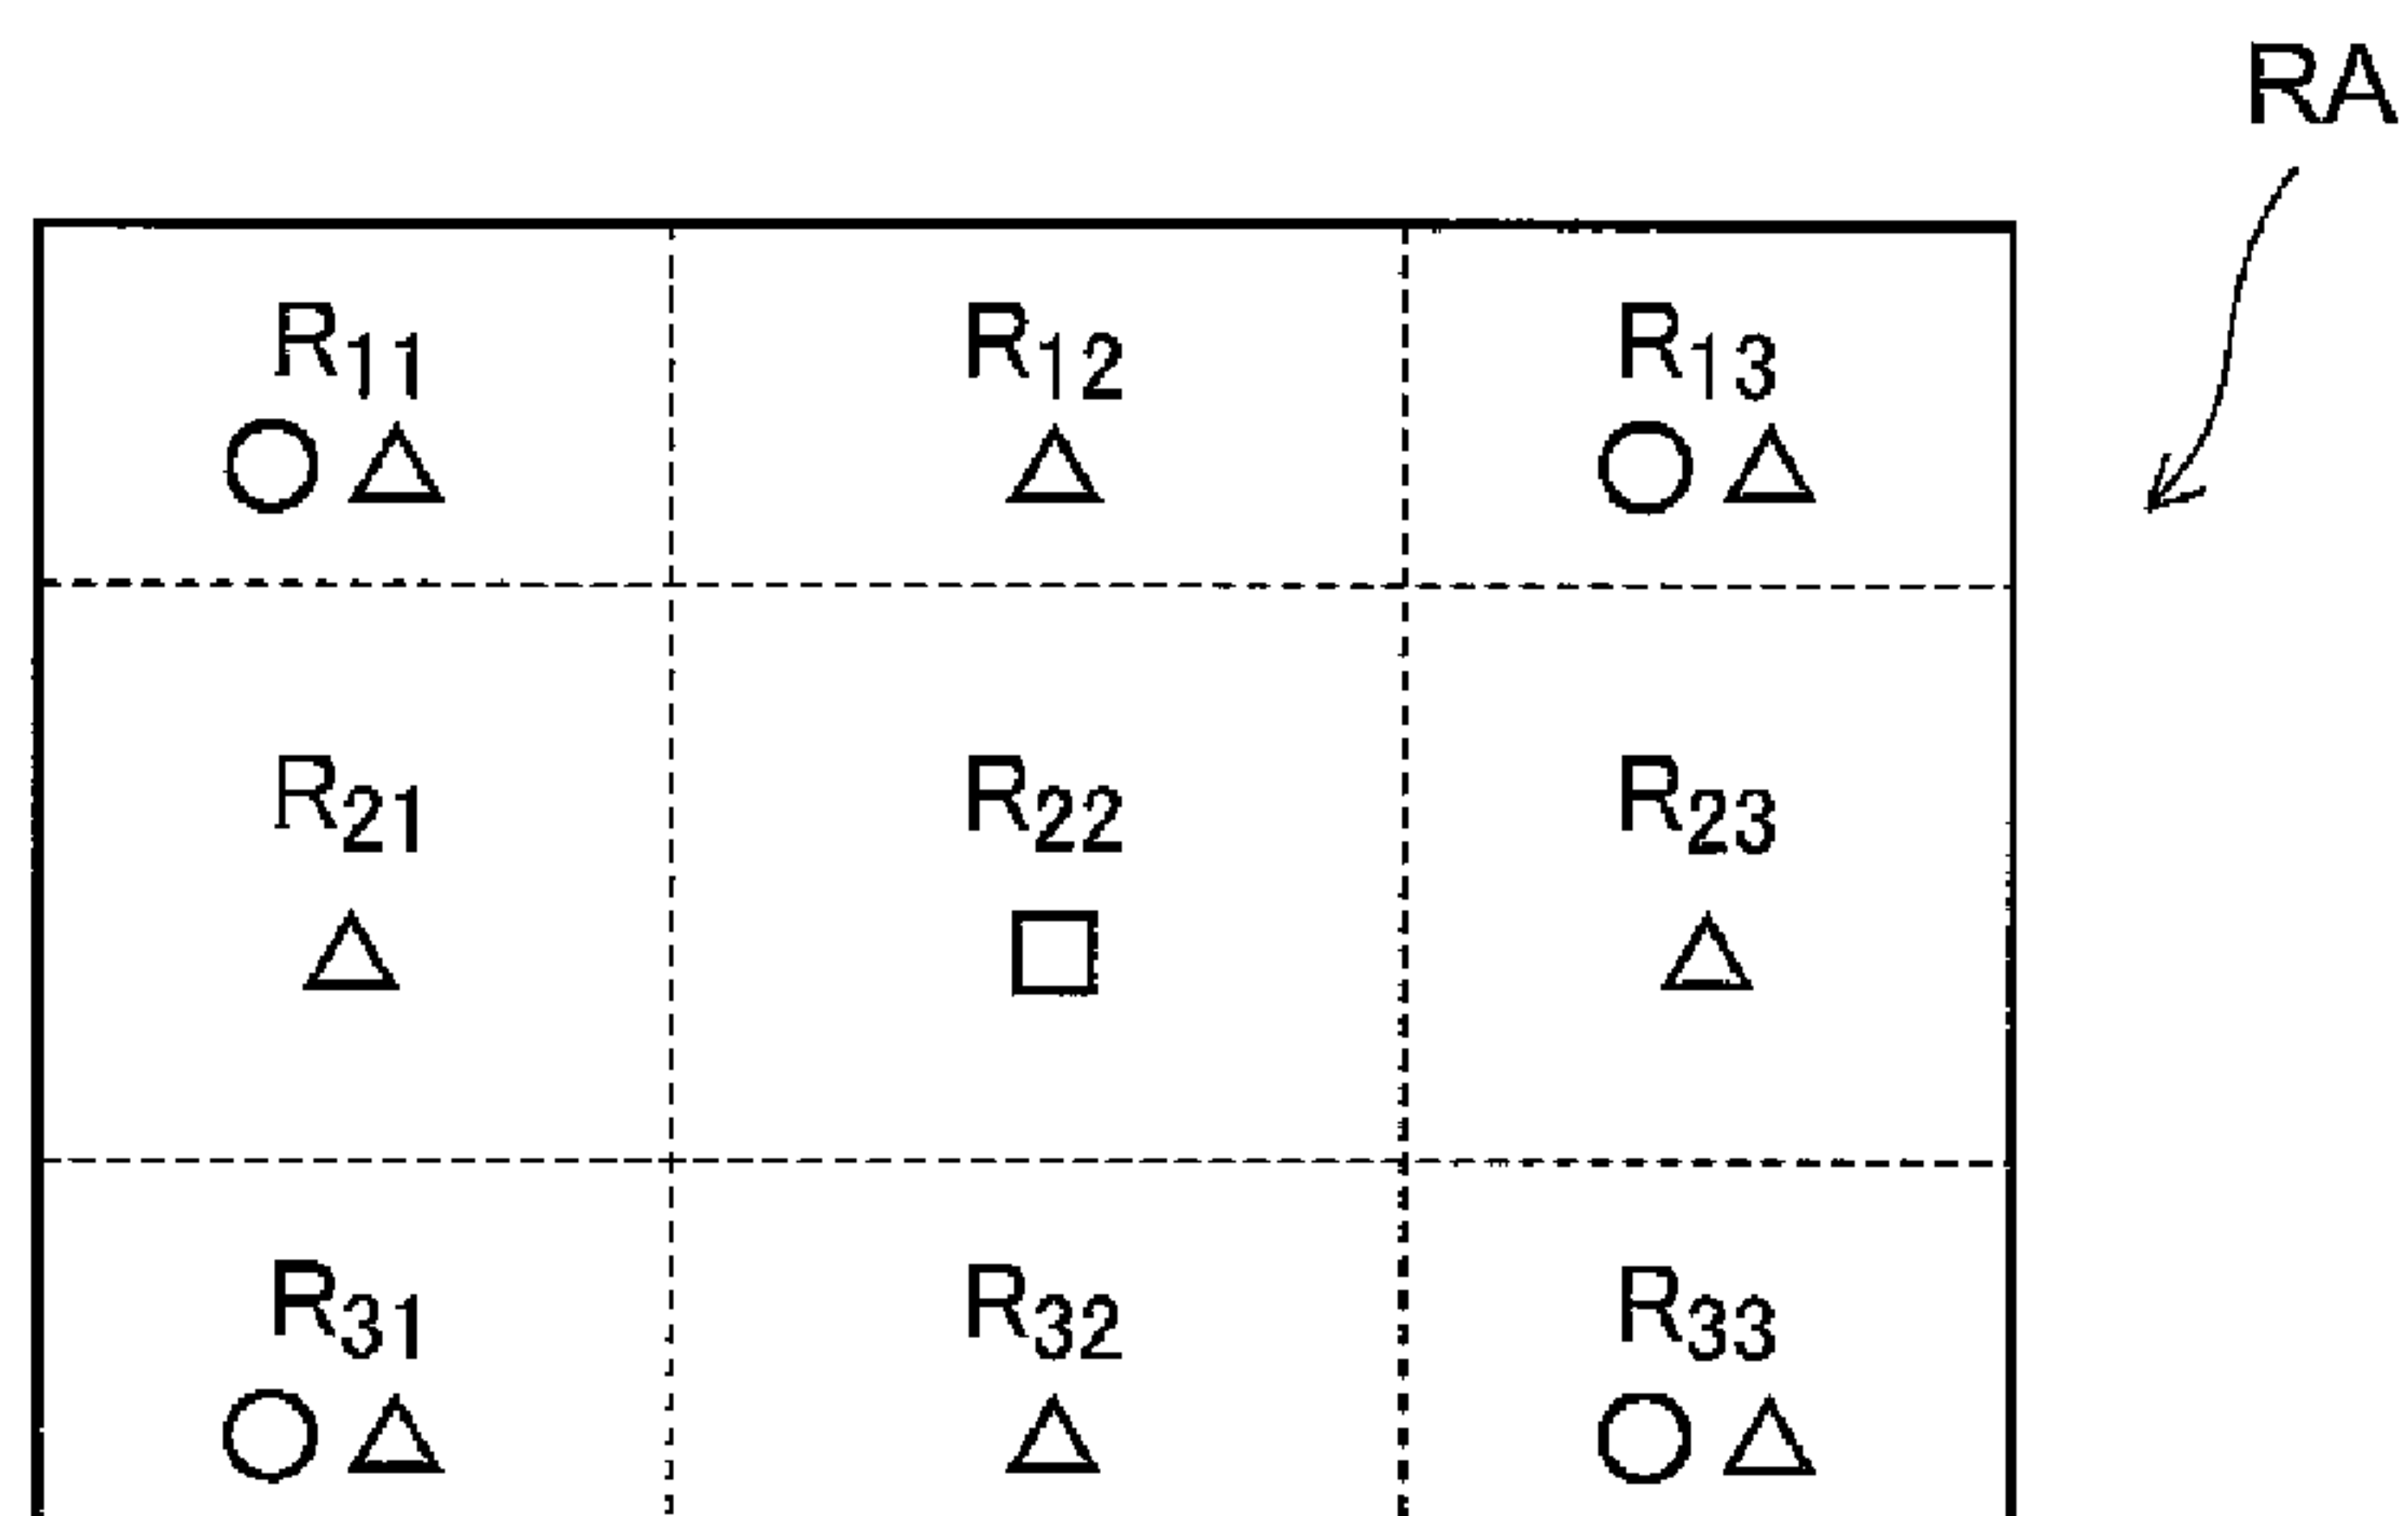 RA
R11 R12 R13
○△ △ ○△
R21 R22 R23
△ □ △
R31 R32 R33
○△ △ ○△